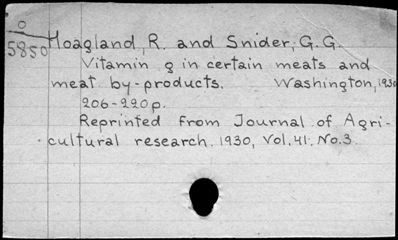 O
5850
Hoagland, R. and Snider, G.G.
Vitamin g in certain meats and
meat by-products. Washington, 1930
206-220 p.
Reprinted from Journal of Agri-
cultural research. 1930, Vol. 41. No. 3.